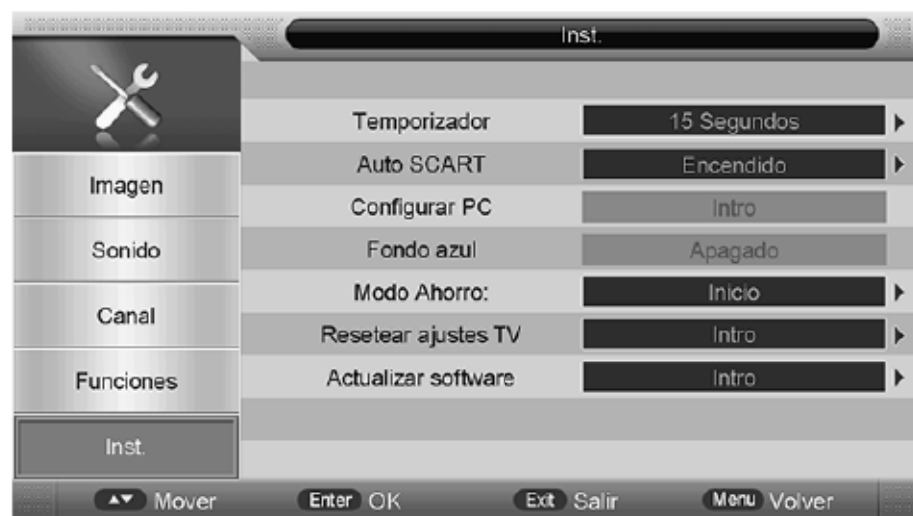 Inst.
Temporizador 15 Segundos
Auto SCART Encendido
Configurar PC Intro
Fondo azul Apagado
Modo Ahorro: Inicio
Resetear ajustes TV Intro
Actualizar software Intro
Imagen
Sonido
Canal
Funciones
Inst.
Mover Enter OK Exit Salir Menu Volver